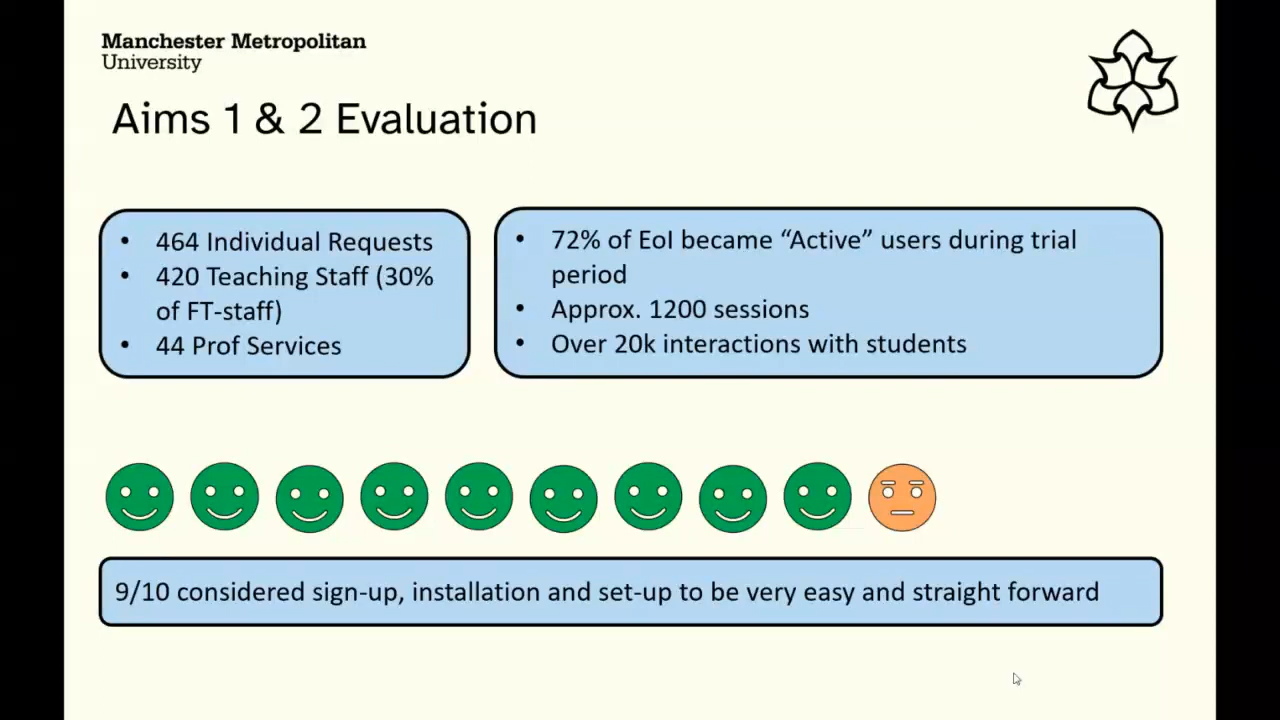 Manchester Metropolitan
University
Aims 1 & 2 Evaluation
• 464 Individual Requests
• 420 Teaching Staff (30%
of FT-staff)
• 44 Prof Services
• 72% of EoI became “Active” users during trial
period
• Approx. 1200 sessions
• Over 20k interactions with students
9/10 considered sign-up, installation and set-up to be very easy and straight forward